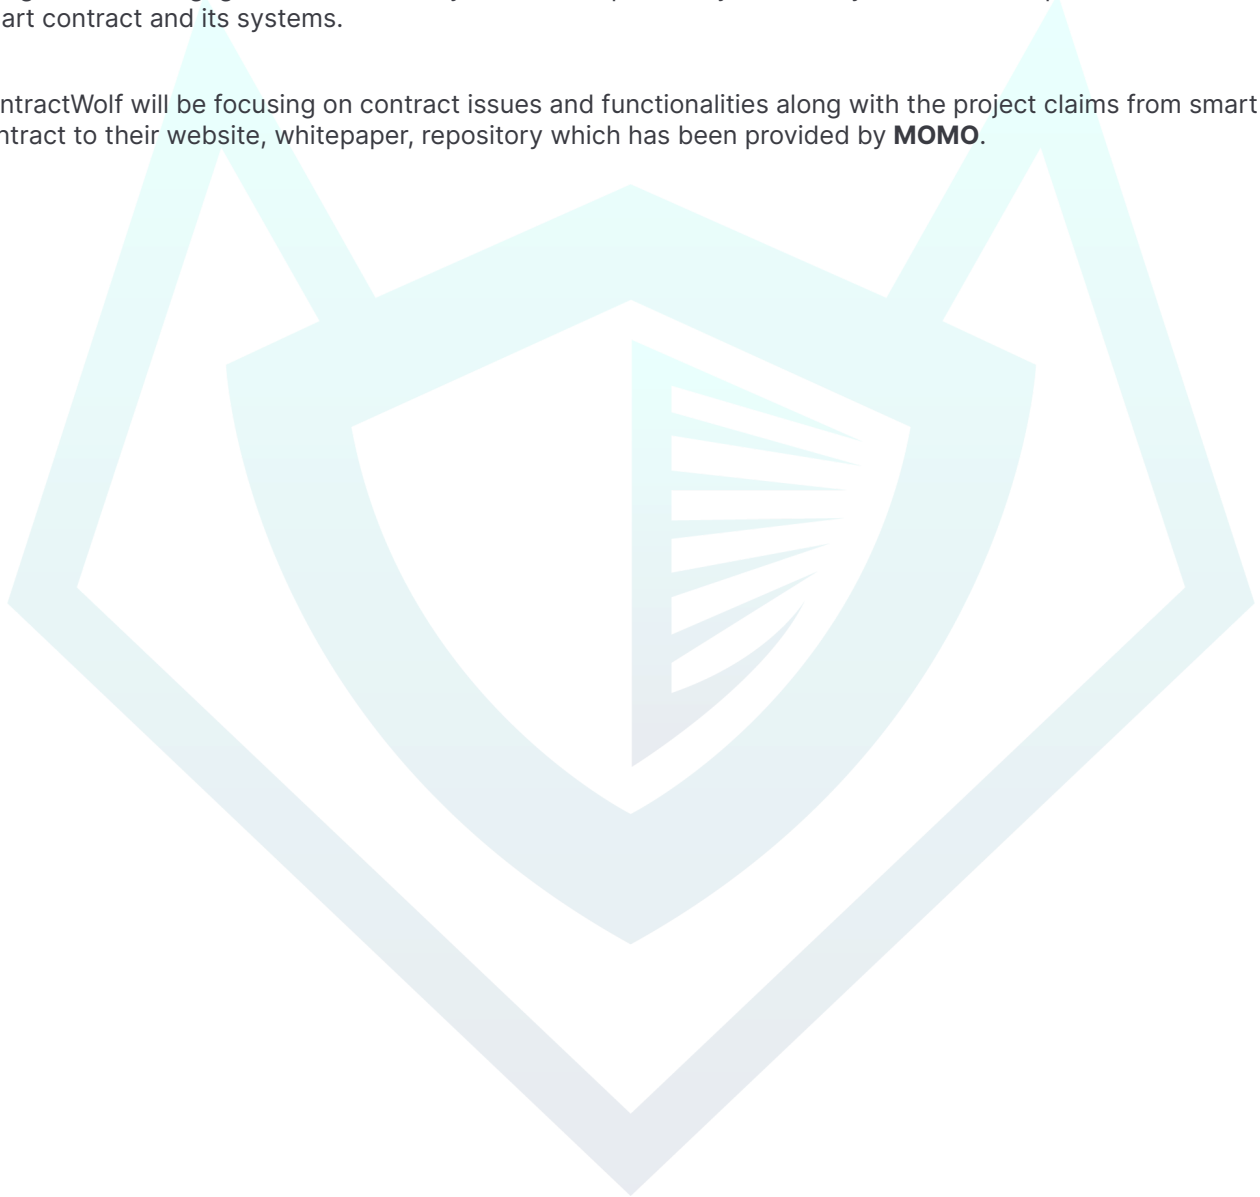 art contract and its systems.
ntractWolf will be focusing on contract issues and functionalities along with the project claims from smart
ntract to their website, whitepaper, repository which has been provided by MOMO.